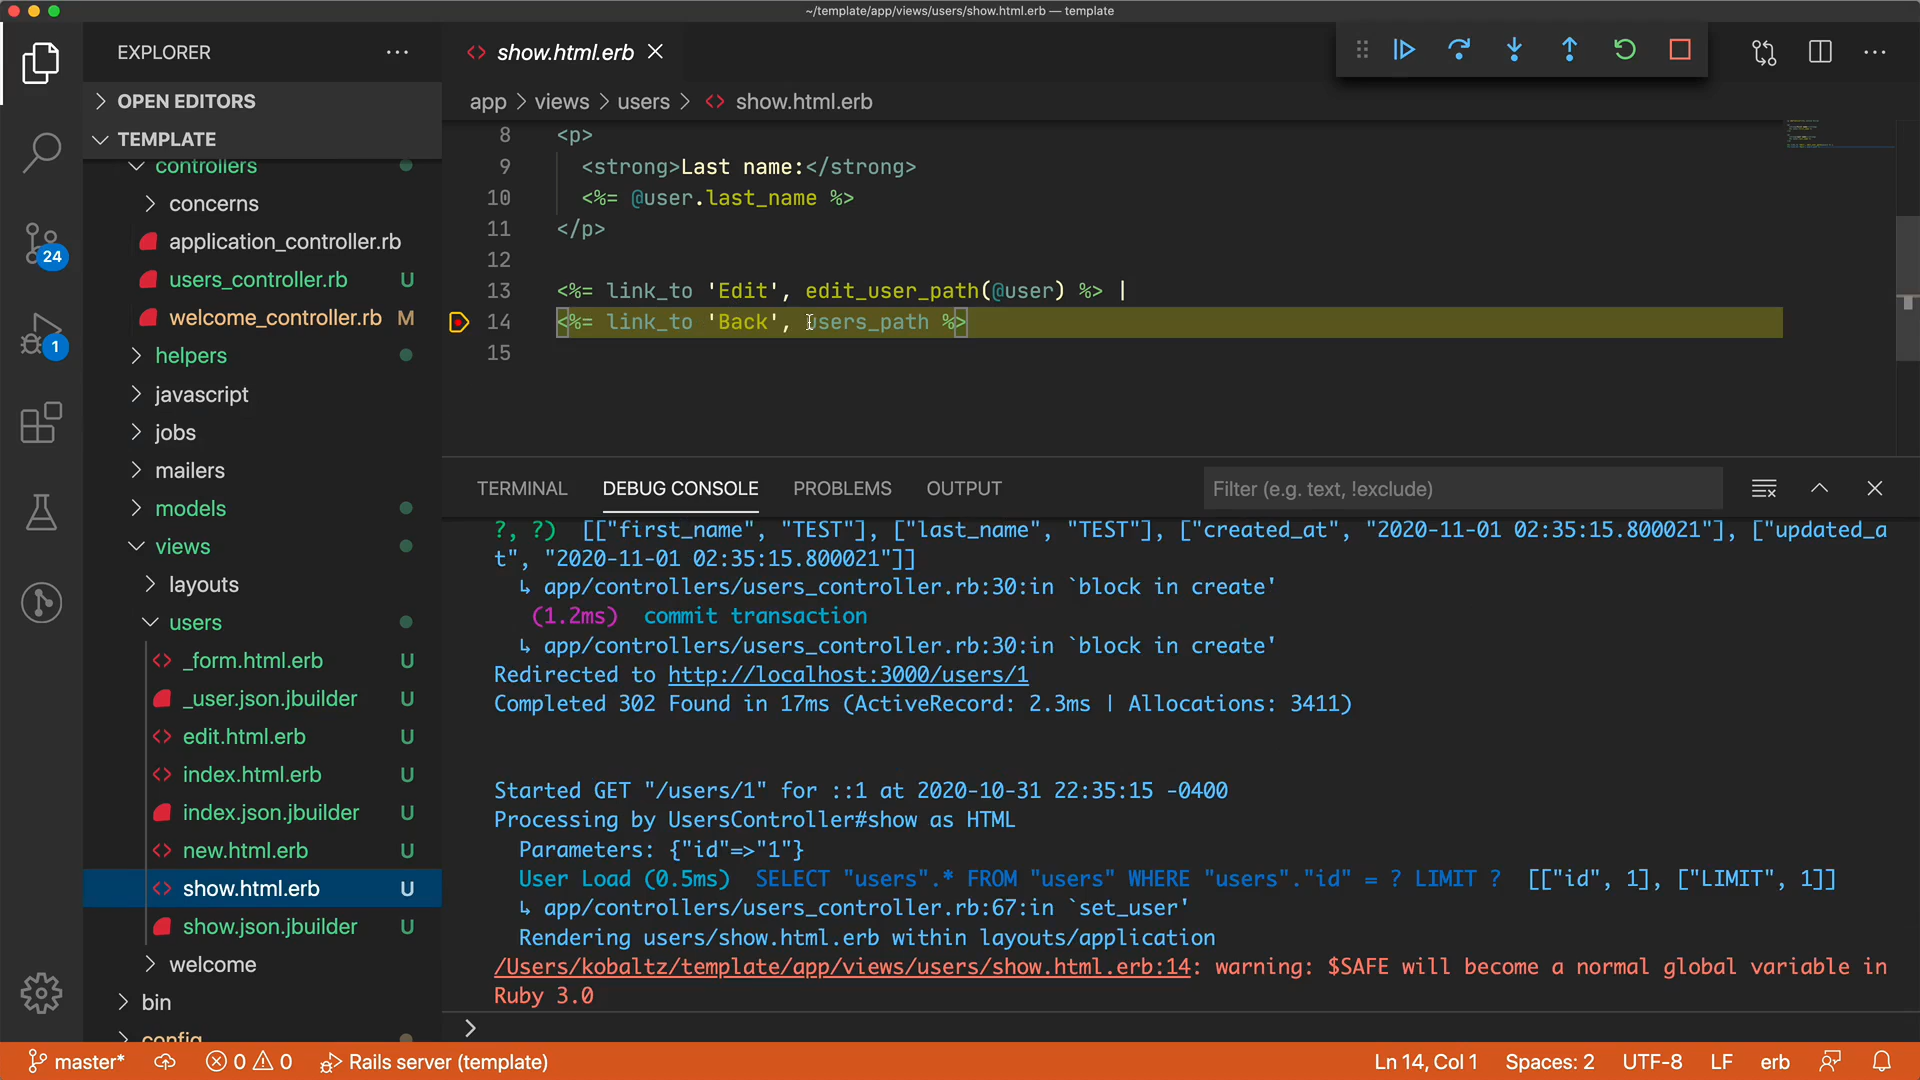 ~/template/app/views/users/show.html.erb — template
EXPLORER
OPEN EDITORS
TEMPLATE
controllers
concerns
application_controller.rb
users_controller.rb U
welcome_controller.rb M
helpers
javascript
jobs
mailers
models
views
layouts
users
_form.html.erb U
_user.json.jbuilder U
edit.html.erb U
index.html.erb U
index.json.jbuilder U
new.html.erb U
show.html.erb U
show.json.jbuilder U
welcome
bin
config
24
1
show.html.erb
app > views > users > show.html.erb
8 <p>
9 <strong>Last name:</strong>
10 <%= @user.last_name %>
11 </p>
12
13 <%= link_to 'Edit', edit_user_path(@user) %> |
14 <%= link_to 'Back', users_path %>
15
TERMINAL DEBUG CONSOLE PROBLEMS OUTPUT Filter (e.g. text, !exclude)
?, ?) [["first_name", "TEST"], ["last_name", "TEST"], ["created_at", "2020-11-01 02:35:15.800021"], ["updated_a
t", "2020-11-01 02:35:15.800021"]]
↳ app/controllers/users_controller.rb:30:in `block in create'
(1.2ms) commit transaction
↳ app/controllers/users_controller.rb:30:in `block in create'
Redirected to http://localhost:3000/users/1
Completed 302 Found in 17ms (ActiveRecord: 2.3ms | Allocations: 3411)
Started GET "/users/1" for ::1 at 2020-10-31 22:35:15 -0400
Processing by UsersController#show as HTML
Parameters: {"id"=>"1"}
User Load (0.5ms) SELECT "users".* FROM "users" WHERE "users"."id" = ? LIMIT ? [["id", 1], ["LIMIT", 1]]
↳ app/controllers/users_controller.rb:67:in `set_user'
Rendering users/show.html.erb within layouts/application
/Users/kobaltz/template/app/views/users/show.html.erb:14: warning: $SAFE will become a normal global variable in
Ruby 3.0
master* 0 0 Rails server (template) Ln 14, Col 1 Spaces: 2 UTF-8 LF erb